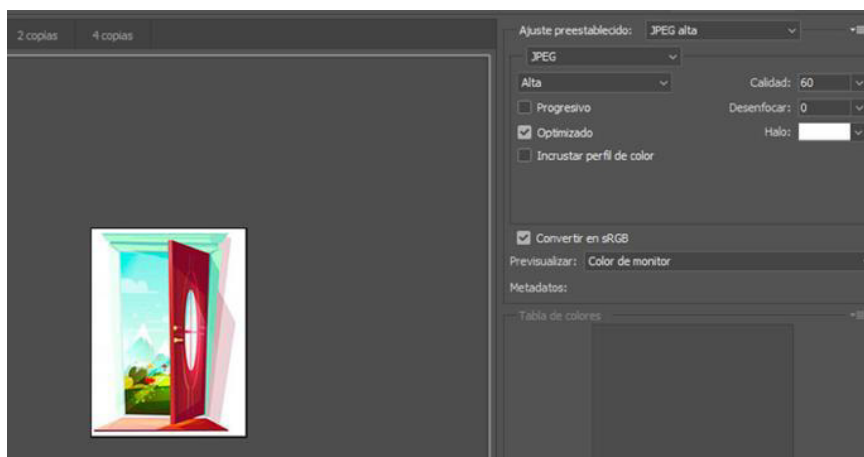 2 copias
4 copias
Ajuste preestablecido: JPEG alta
JPEG
Alta
Calidad: 60
Progresivo
Desenfocar: 0
Optimizado
Halo:
Incrustar perfil de color
Convertir en sRGB
Previsualizar: Color de monitor
Metadatos:
Tabla de colores